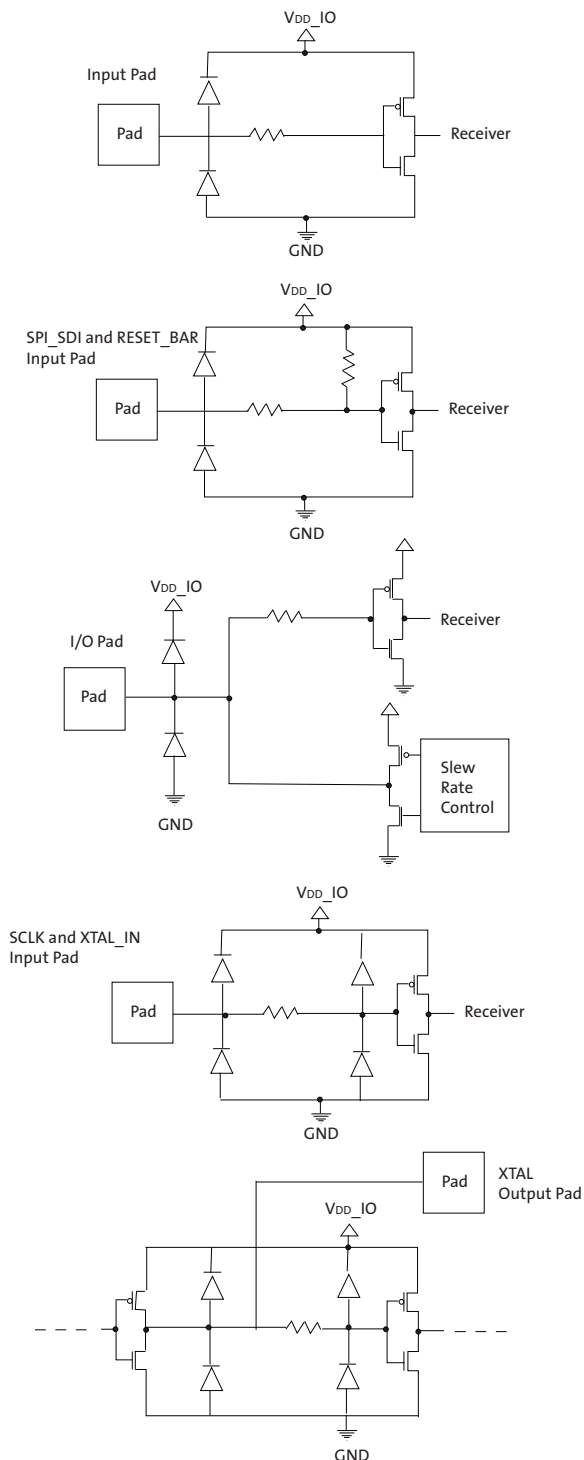 VDD_IO
Input Pad
Pad
Receiver
GND
VDD_IO
SPI_SDI and RESET_BAR
Input Pad
Pad
Receiver
GND
VDD_IO
I/O Pad
Pad
Receiver
GND
Slew
Rate
Control
VDD_IO
SCLK and XTAL_IN
Input Pad
Pad
Receiver
GND
Pad
XTAL
Output Pad
VDD_IO
GND